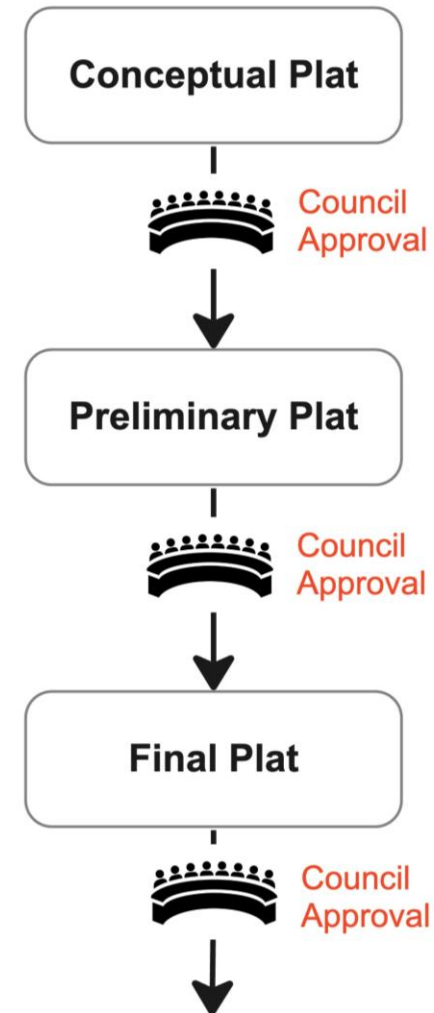 Conceptual Plat
Council
Approval
Preliminary Plat
Council
Approval
Final Plat
Council
Approval